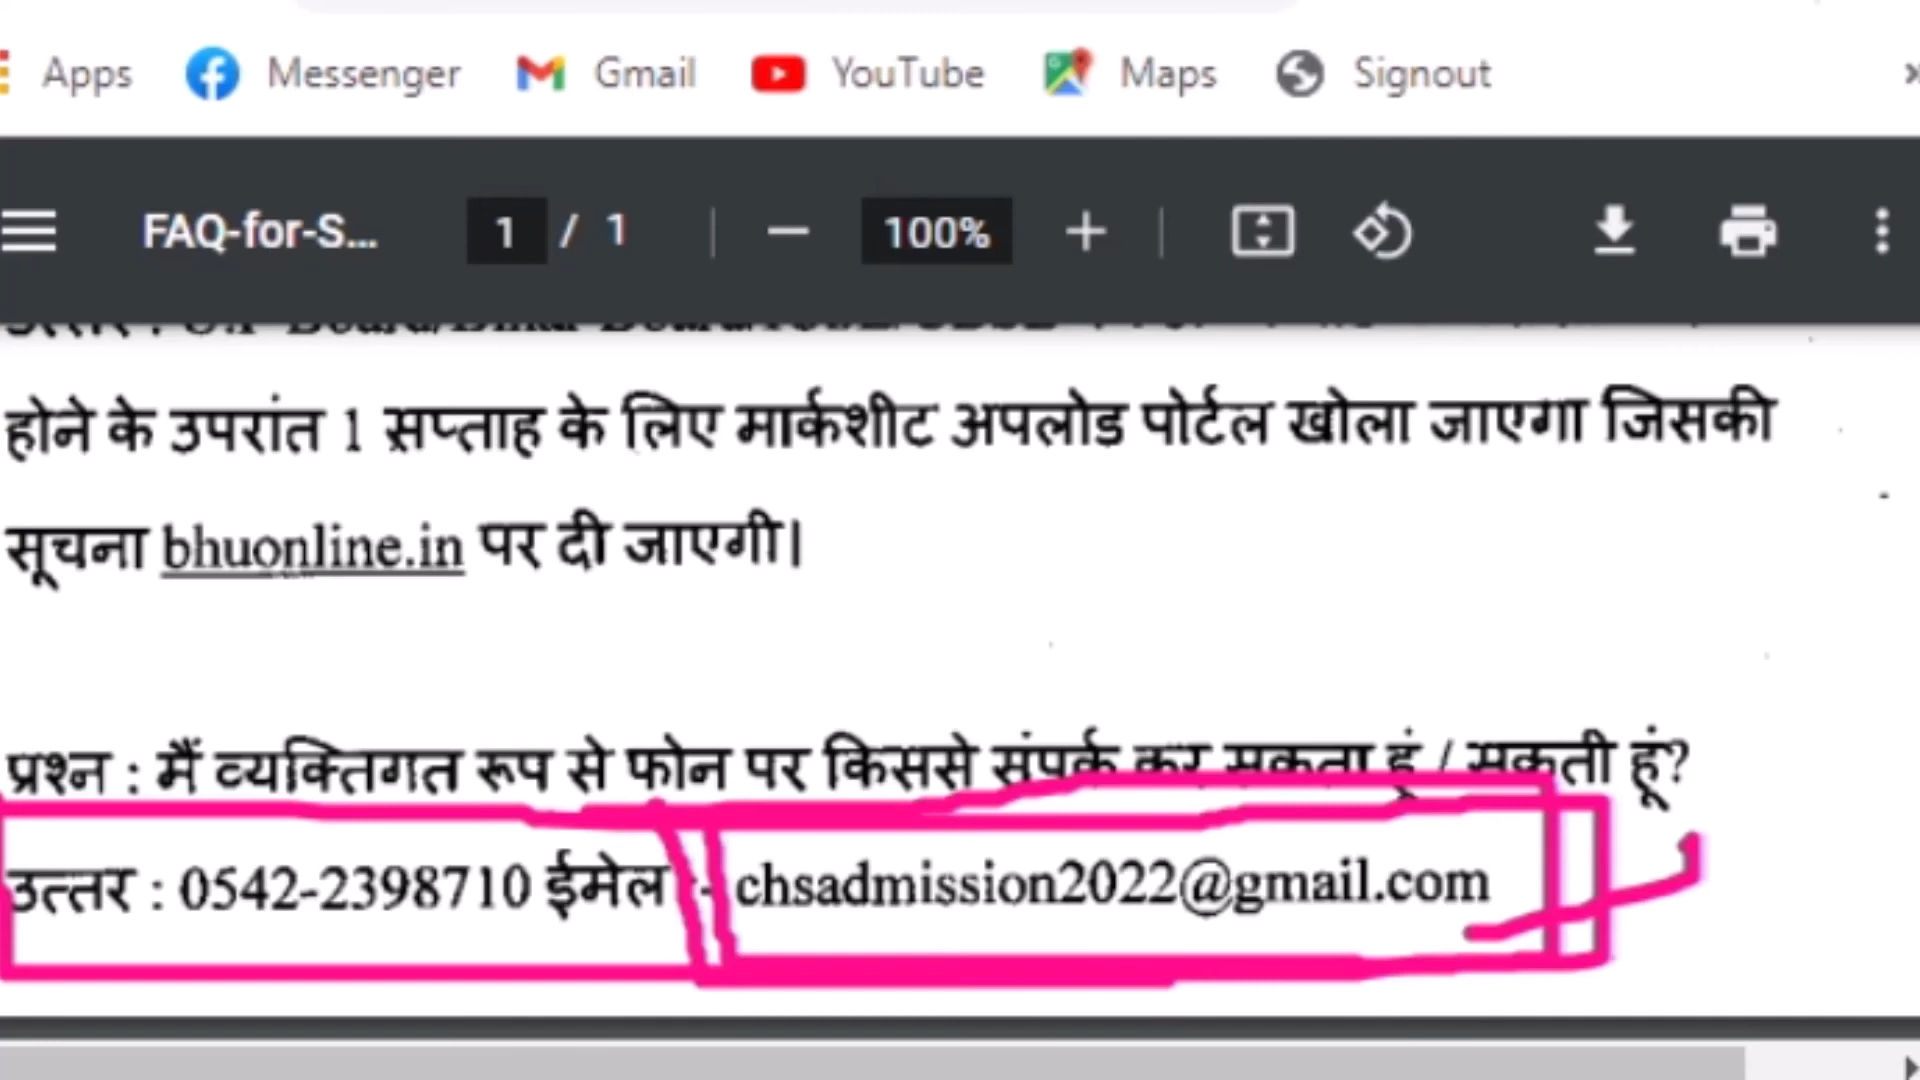 Apps Messenger Gmail YouTube Maps Signout
FAQ-for-S... 1 / 1 100%
होने के उपरांत 1 सप्ताह के लिए मार्कशीट अपलोड पोर्टल खोला जाएगा जिसकी
सूचना bhuonline.in पर दी जाएगी।
प्रश्न : मैं व्यक्तिगत रूप से फोन पर किससे संपर्क कर सकता हूं / सकती हूं?
उत्तर : 0542-2398710 ईमेल :- chsadmission2022@gmail.com